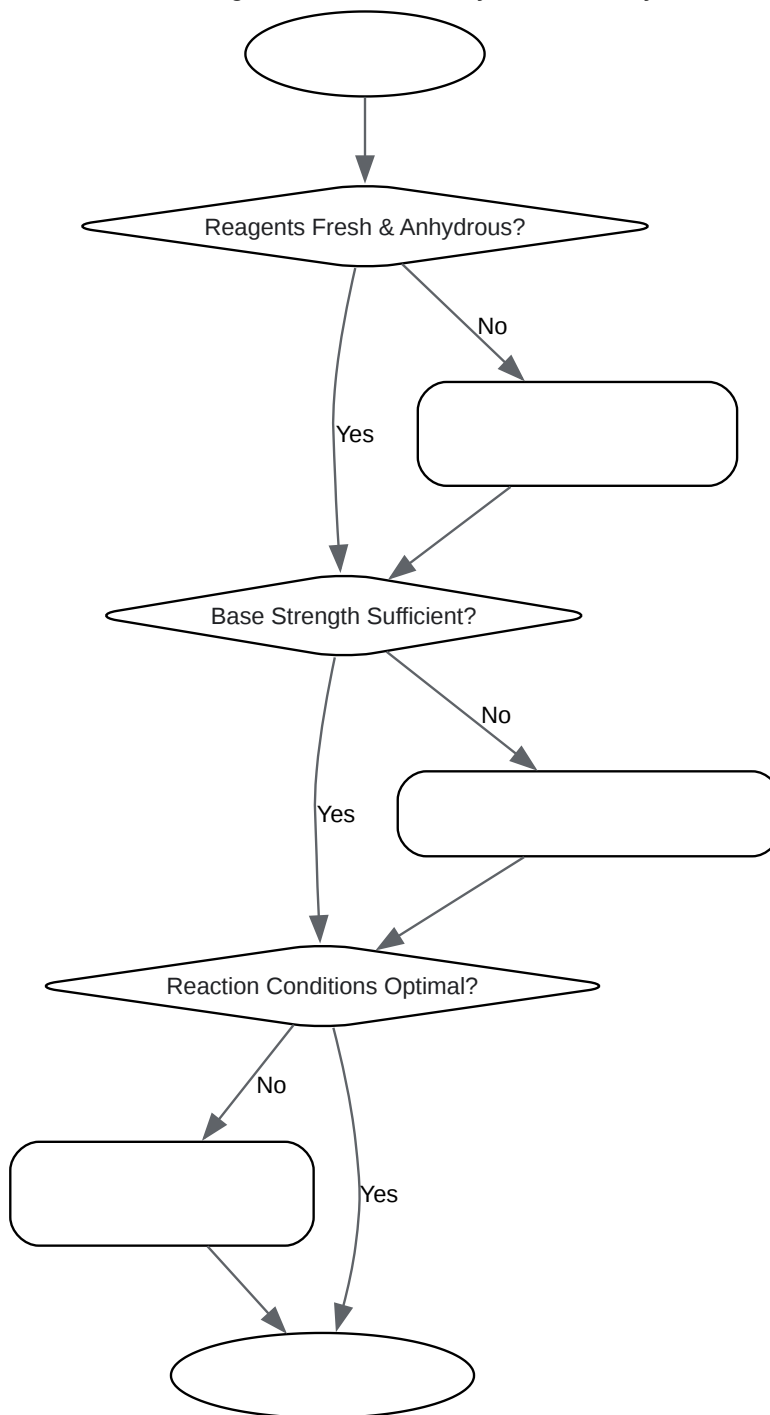 Reagents Fresh & Anhydrous?
No
Yes
Base Strength Sufficient?
No
Yes
Reaction Conditions Optimal?
No
Yes